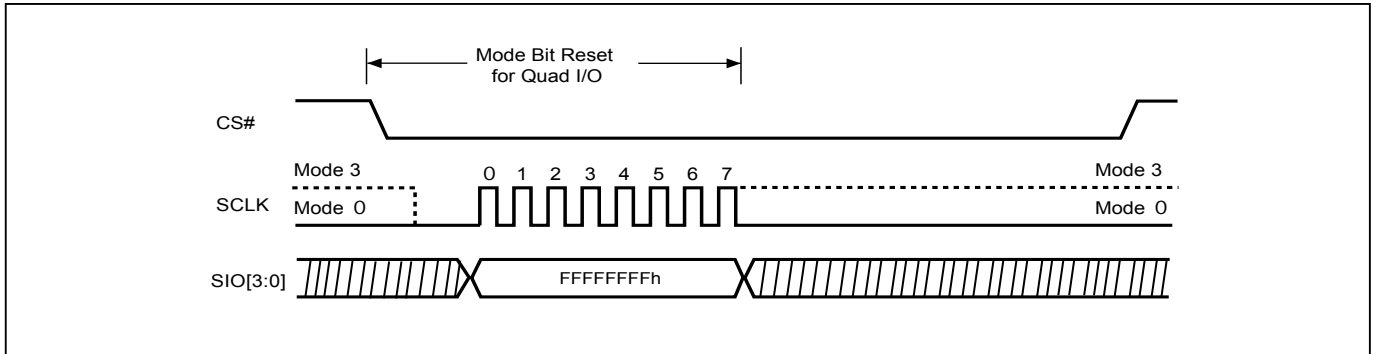 Mode Bit Reset
for Quad I/O
CS#
Mode 3
Mode 3
0 1 2 3 4 5 6 7
SCLK
Mode 0
Mode 0
SIO[3:0]
FFFFFFFFh